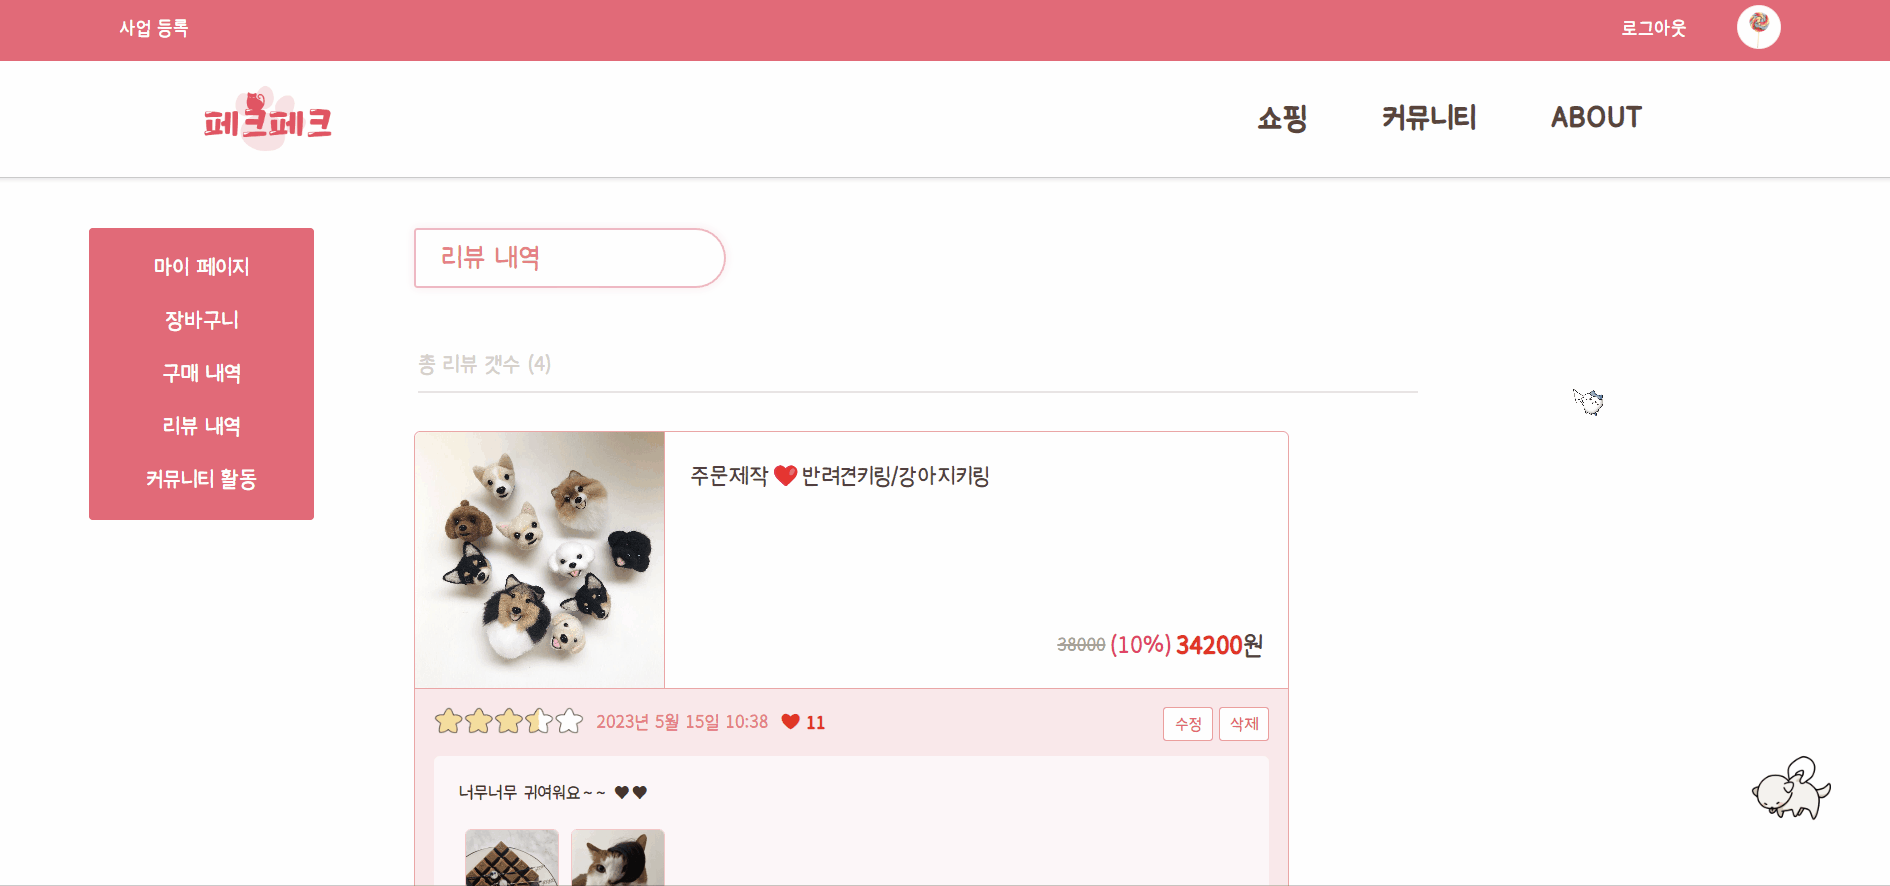 사업 등록
로그아웃
페크페크
쇼핑
커뮤니티
ABOUT
마이 페이지
장바구니
구매 내역
리뷰 내역
커뮤니티 활동
리뷰 내역
총 리뷰 갯수 (4)
주문제작 ❤️ 반려견키링/강아지키링
38000 (10%) 34200원
2023년 5월 15일 10:38 ❤ 11
수정
삭제
너무너무 귀여워요~~ ♥♥